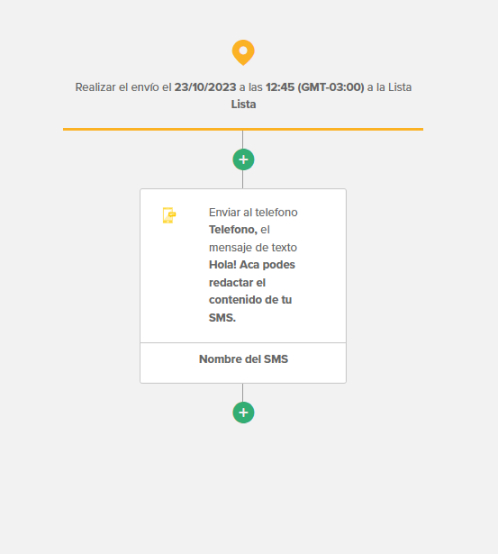 Realizar el envío el 23/10/2023 a las 12:45 (GMT-03:00) a la Lista
Lista
Enviar al telefono
Telefono, el
mensaje de texto
Hola! Aca podes
redactar el
contenido de tu
SMS.
Nombre del SMS